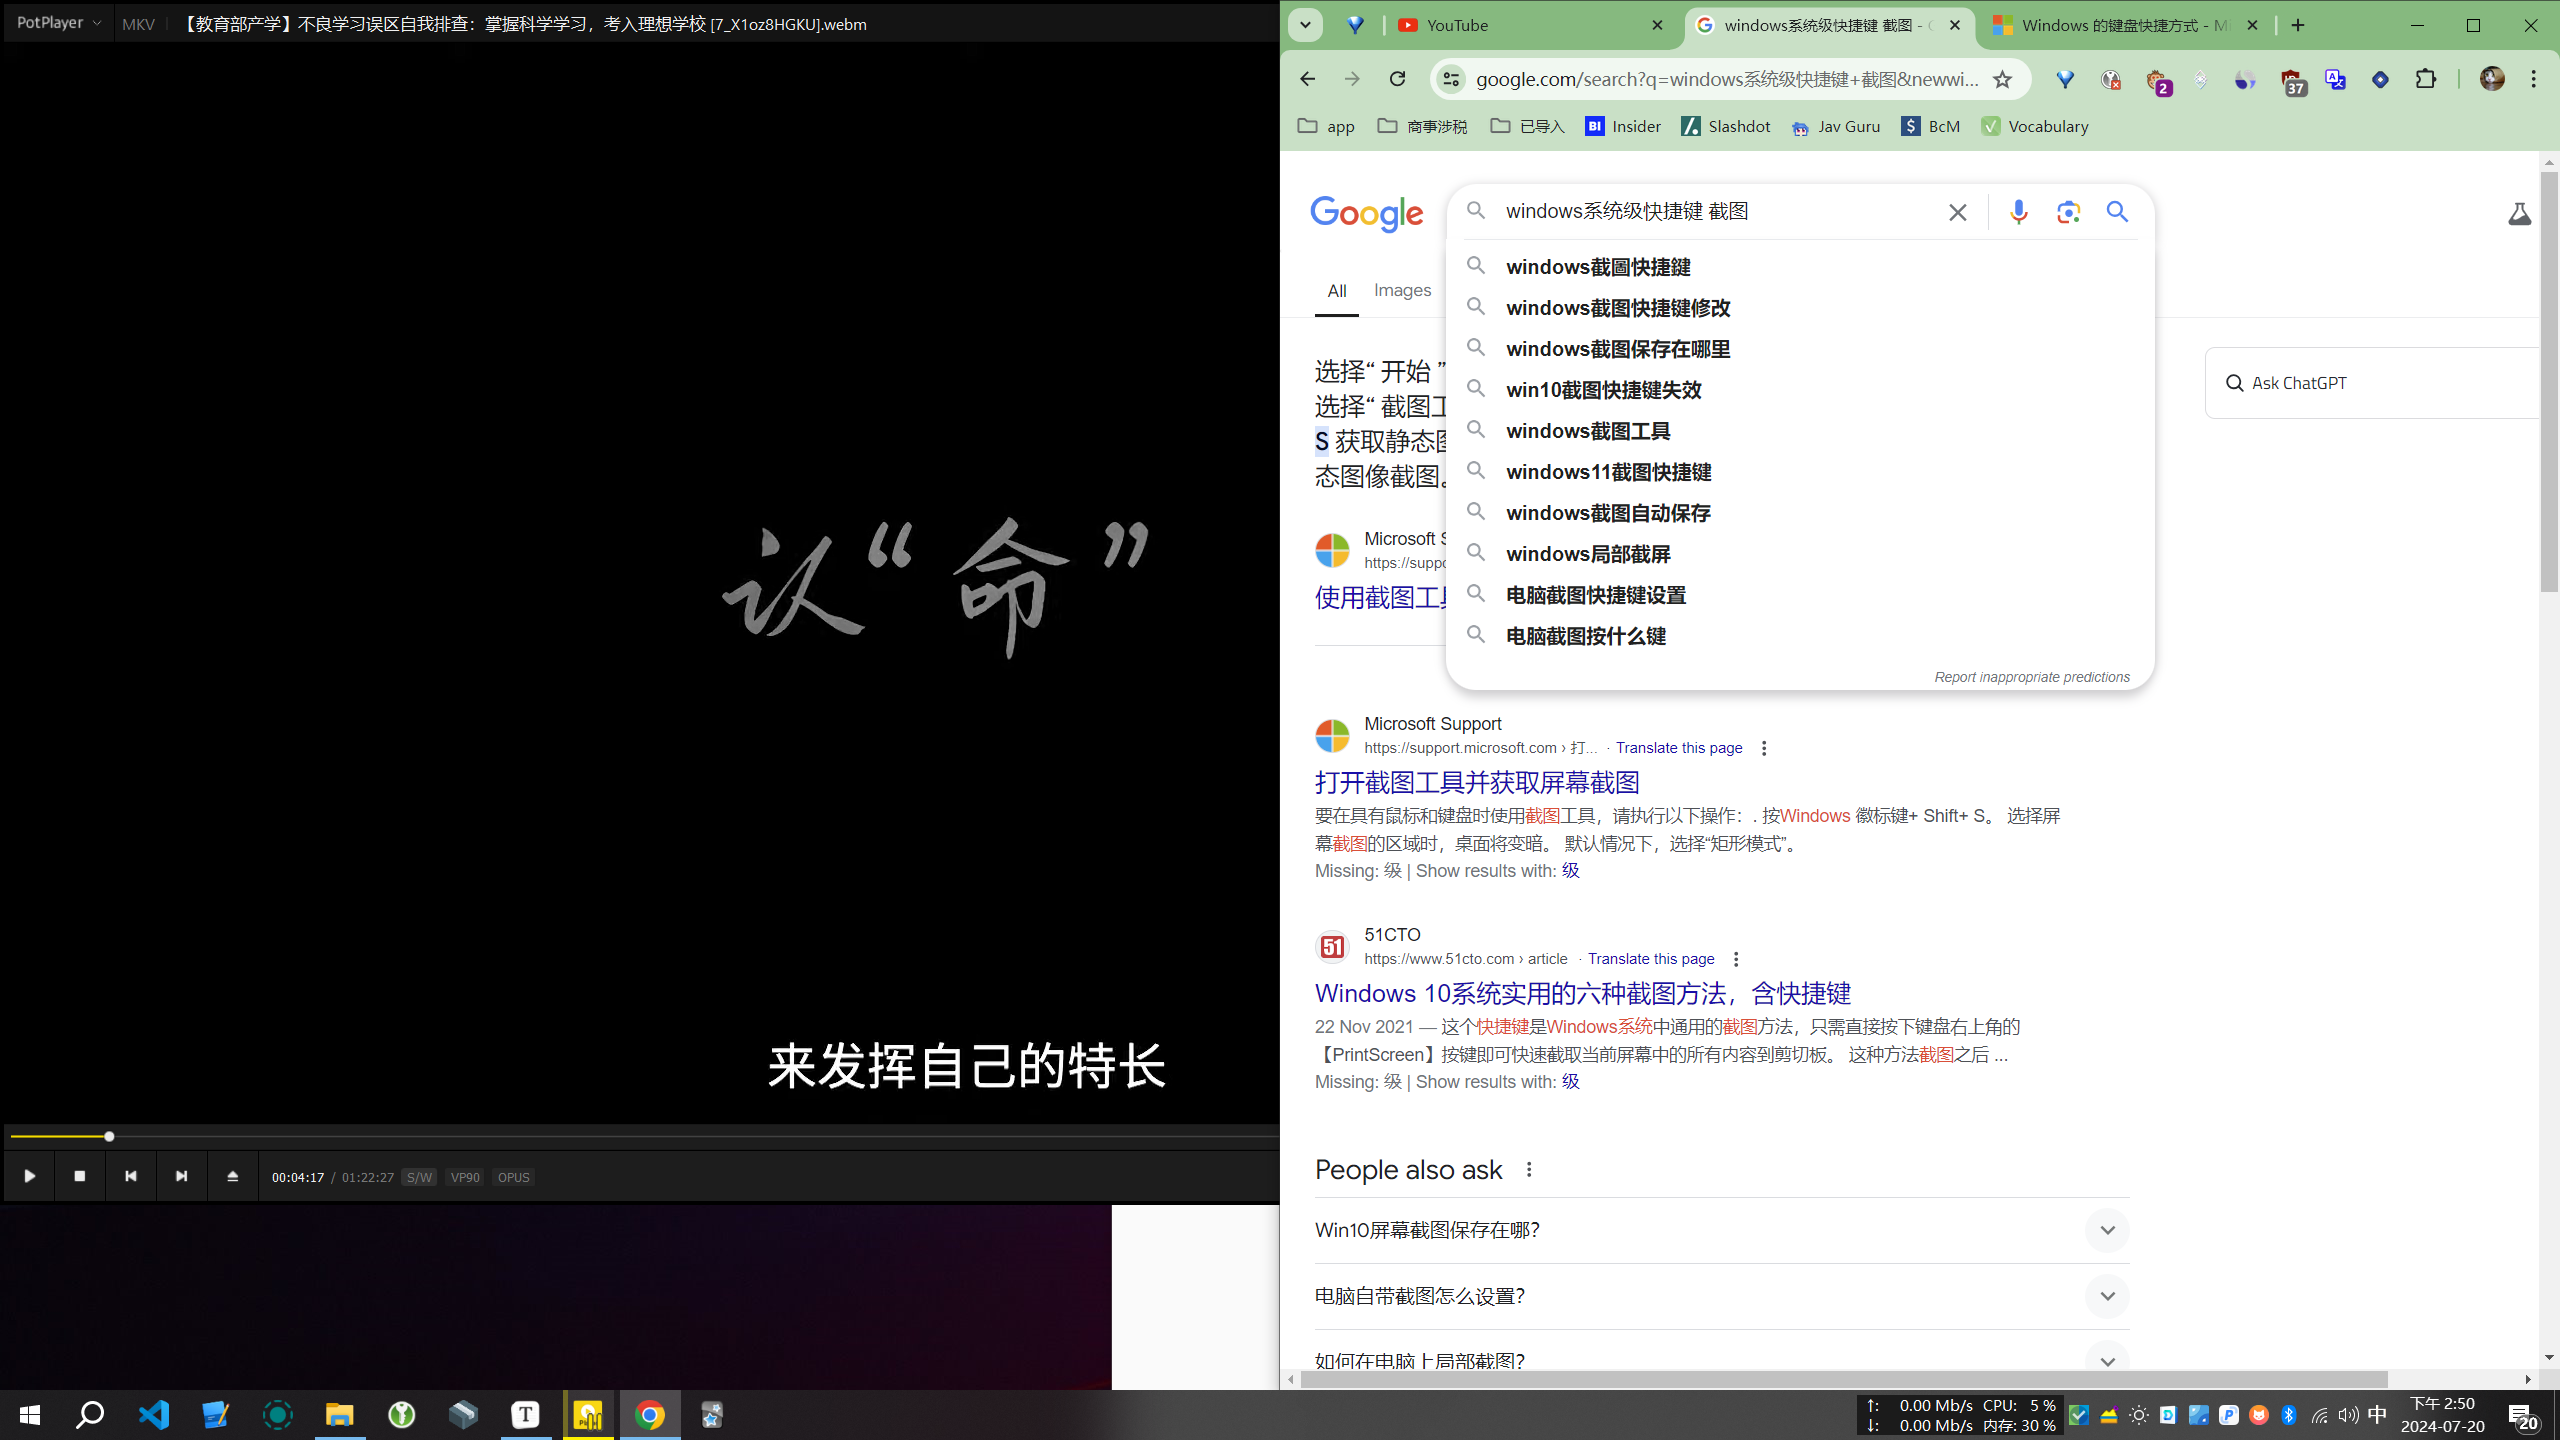 PotPlayer
MKV
【教育部产学】不良学习误区自我排查：掌握科学学习，考入理想学校 [7_X1oz8HGKU].webm
认“命”
来发挥自己的特长
00:04:17 / 01:22:27 S/W VP90 OPUS
YouTube
windows系统级快捷键 截图 -
Windows 的键盘快捷方式 -
google.com/search?q=windows系统级快捷键+截图&newwi...
2
37
app
商事涉税
已导入
Insider
Slashdot
Jav Guru
BcM
Vocabulary
Google
windows系统级快捷键 截图
windows截圖快捷鍵
windows截图快捷键修改
windows截图保存在哪里
win10截图快捷键失效
windows截图工具
windows11截图快捷键
windows截图自动保存
windows局部截屏
电脑截图快捷键设置
电脑截图按什么键
Report inappropriate predictions
All
Images
选择“ 开始 ”
选择“ 截图工
S 获取静态图
态图像截图。
Ask ChatGPT
Microsoft S
https://suppo
使用截图工具
Microsoft Support
https://support.microsoft.com › 打... · Translate this page
打开截图工具并获取屏幕截图
要在具有鼠标和键盘时使用截图工具，请执行以下操作：. 按Windows 徽标键+ Shift+ S。 选择屏
幕截图的区域时，桌面将变暗。 默认情况下，选择“矩形模式”。
Missing: 级 | Show results with: 级
51
51CTO
https://www.51cto.com › article · Translate this page
Windows 10系统实用的六种截图方法，含快捷键
22 Nov 2021 — 这个快捷键是Windows系统中通用的截图方法，只需直接按下键盘右上角的
【PrintScreen】按键即可快速截取当前屏幕中的所有内容到剪切板。 这种方法截图之后 ...
Missing: 级 | Show results with: 级
People also ask
Win10屏幕截图保存在哪？
电脑自带截图怎么设置？
如何在电脑上局部截图？
↑: 0.00 Mb/s CPU: 5 %
↓: 0.00 Mb/s 内存: 30 %
中
下午 2:50
2024-07-20
20